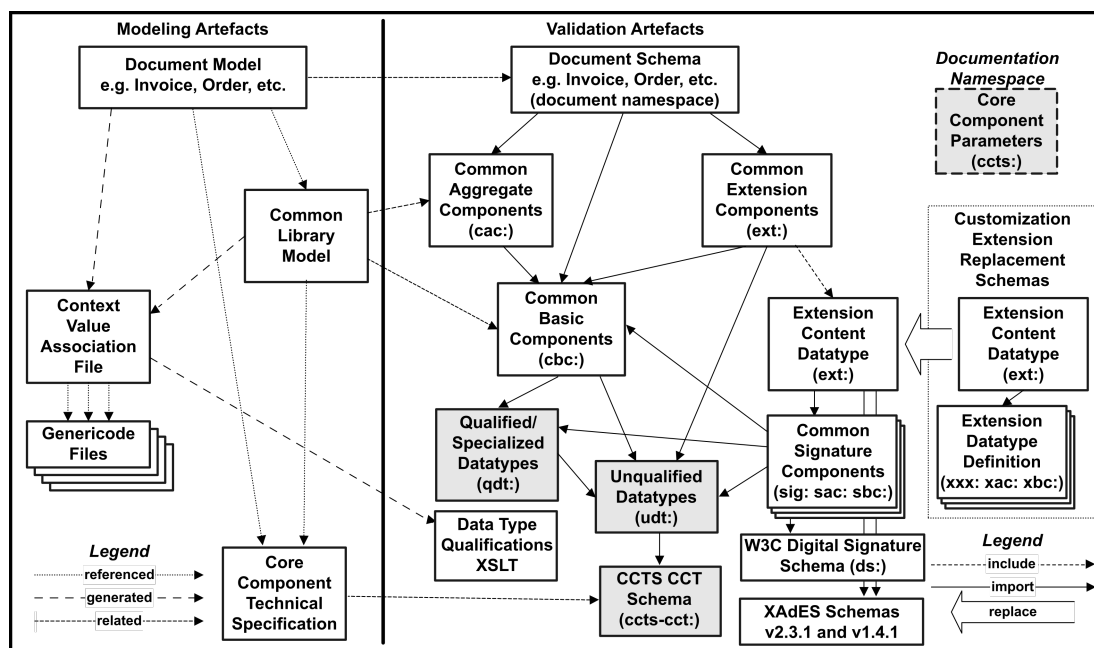 Modeling Artefacts
Validation Artefacts
Document Model
e.g. Invoice, Order, etc.
Document Schema
e.g. Invoice, Order, etc.
(document namespace)
Documentation
Namespace
Core
Component
Parameters
(ccts:)
Common
Aggregate
Components
(cac:)
Common
Extension
Components
(ext:)
Common
Library
Model
Customization
Extension
Replacement
Schemas
Context
Value
Association
File
Common
Basic
Components
(cbc:)
Extension
Content
Datatype
(ext:)
Extension
Content
Datatype
(ext:)
Genericode
Files
Qualified/
Specialized
Datatypes
(qdt:)
Unqualified
Datatypes
(udt:)
Common
Signature
Components
(sig: sac: sbc:)
Extension
Datatype
Definition
(xxx: xac: xbc:)
Data Type
Qualifications
XSLT
Legend
referenced
generated
related
Core
Component
Technical
Specification
CCTS CCT
Schema
(ccts-cct:)
W3C Digital Signature
Schema (ds:)
XAdES Schemas
v2.3.1 and v1.4.1
Legend
include
import
replace